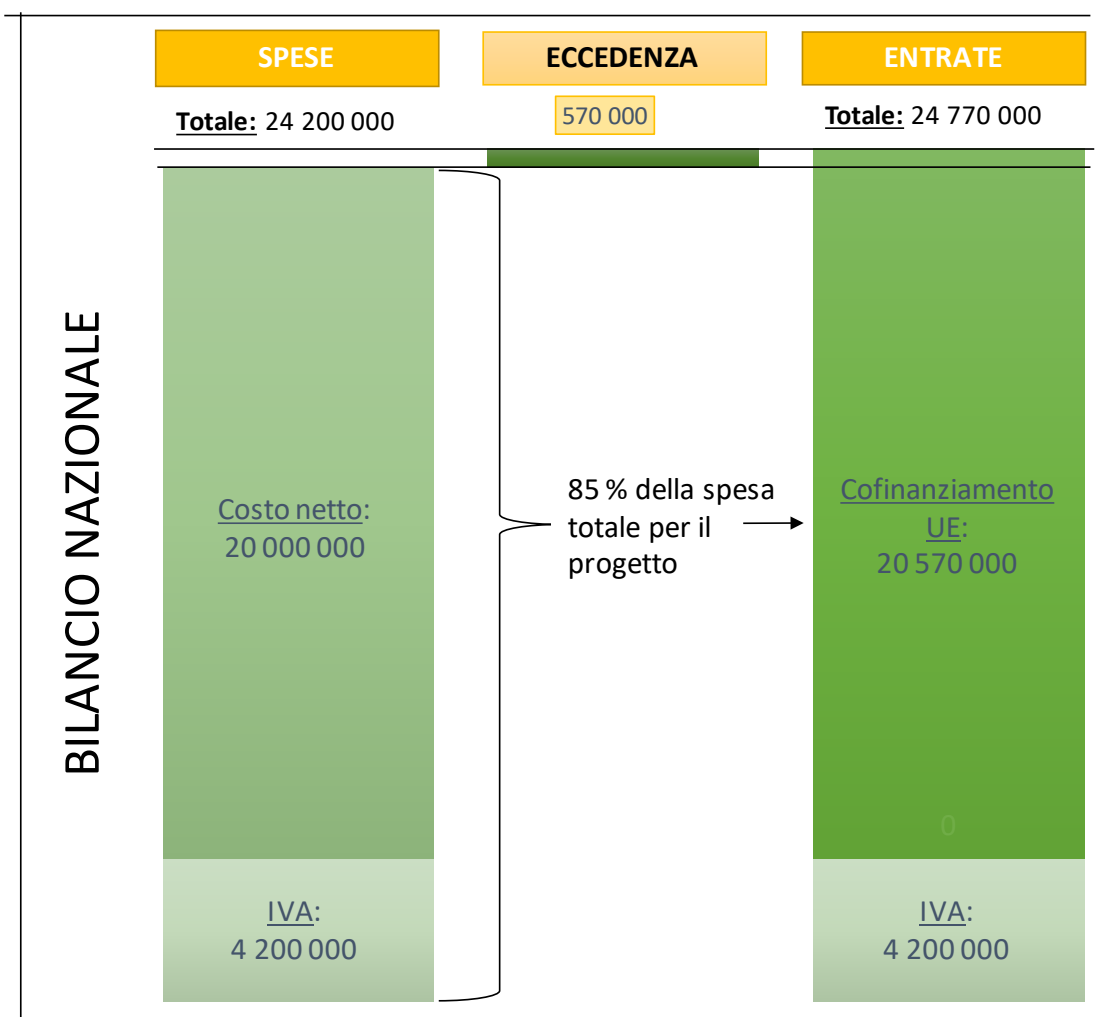 SPESE
ECCEDENZA
ENTRATE
Totale: 24 200 000
570 000
Totale: 24 770 000
BILANCIO NAZIONALE
Costo netto:
20 000 000
85 % della spesa
totale per il
progetto
Cofinanziamento
UE:
20 570 000
0
IVA:
4 200 000
IVA:
4 200 000